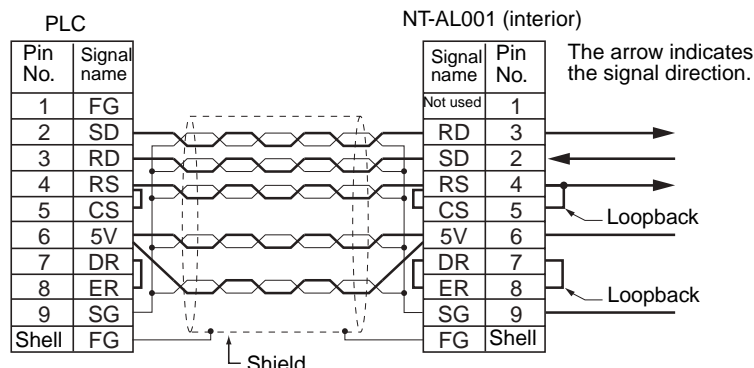 PLC
NT-AL001 (interior)
The arrow indicates
the signal direction.
Pin No. Signal name
1 FG
2 SD
3 RD
4 RS
5 CS
6 5V
7 DR
8 ER
9 SG
Shell FG
Shield
Signal name Pin No.
Not used 1
RD 3
SD 2
RS 4
CS 5
5V 6
DR 7
ER 8
SG 9
FG Shell
Loopback
Loopback